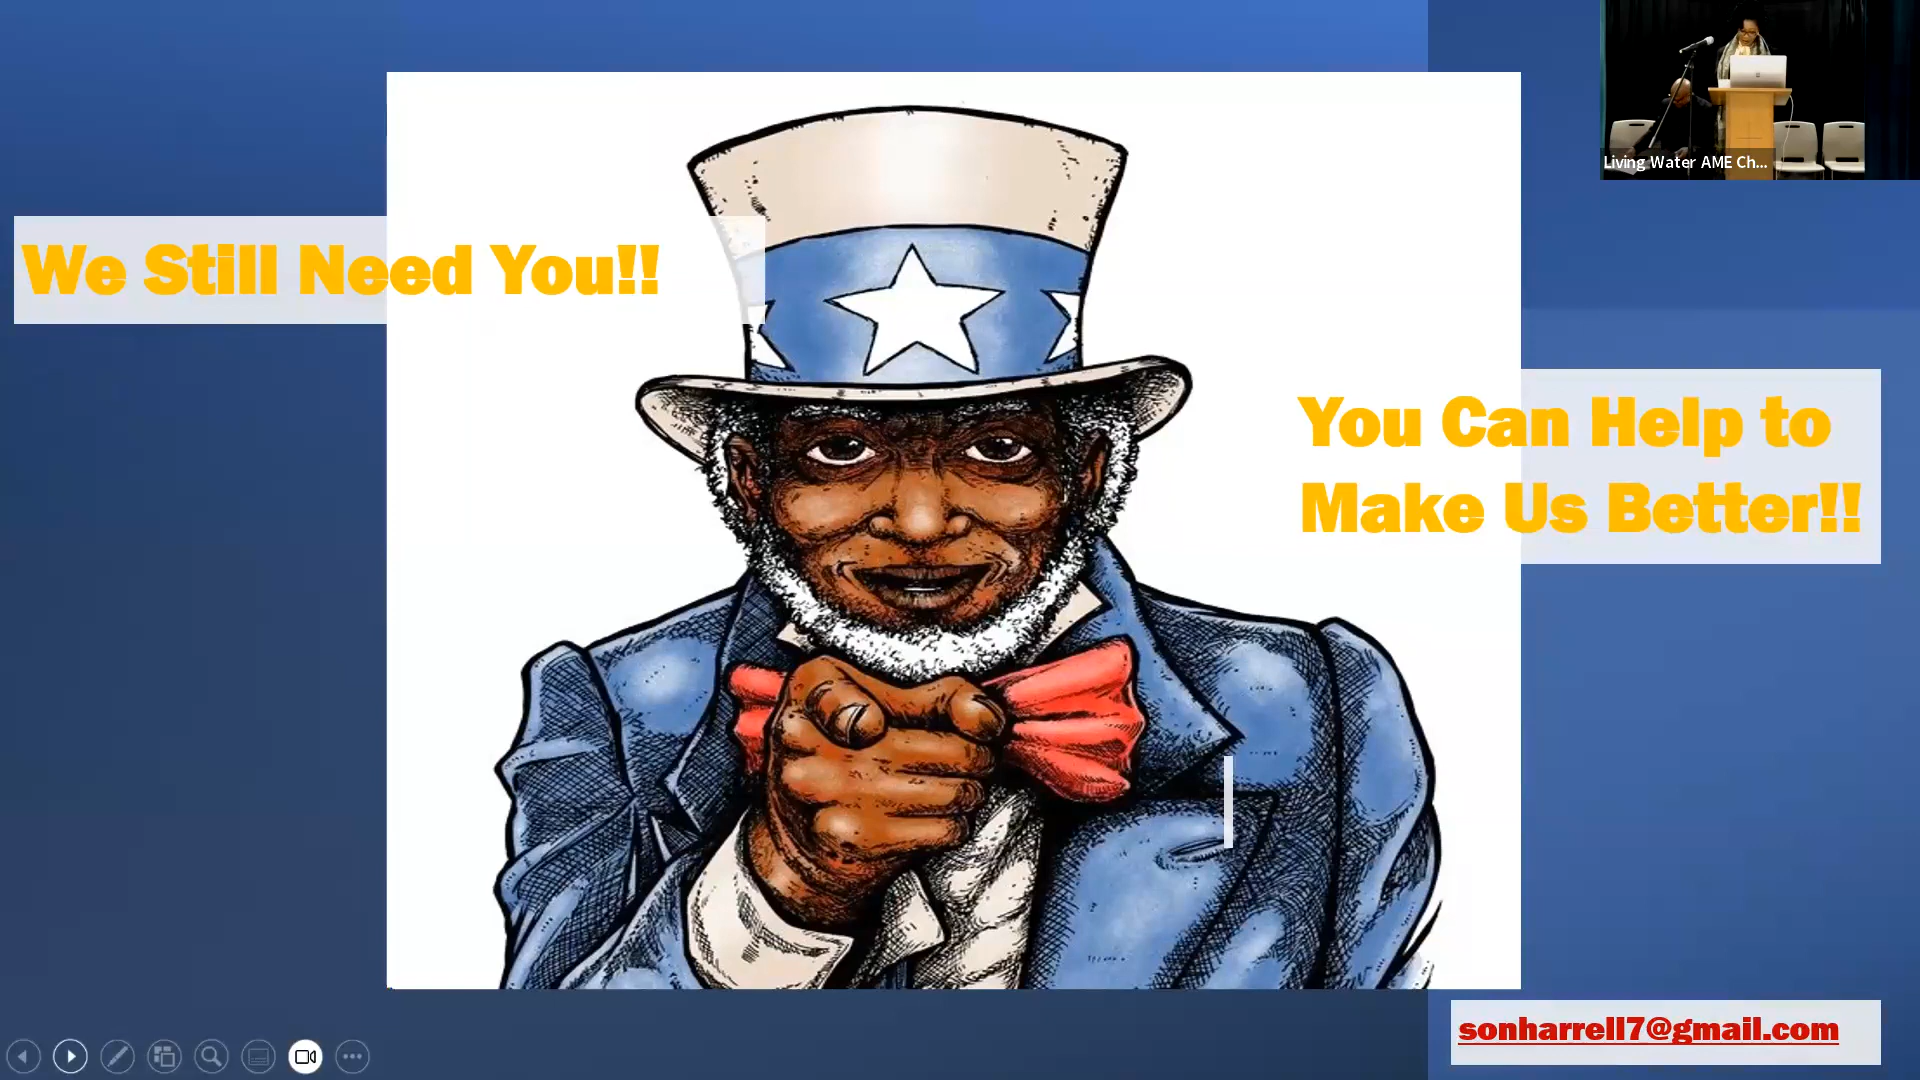 Living Water AME Ch...
We Still Need You!!
You Can Help to
Make Us Better!!
sonharrell7@gmail.com